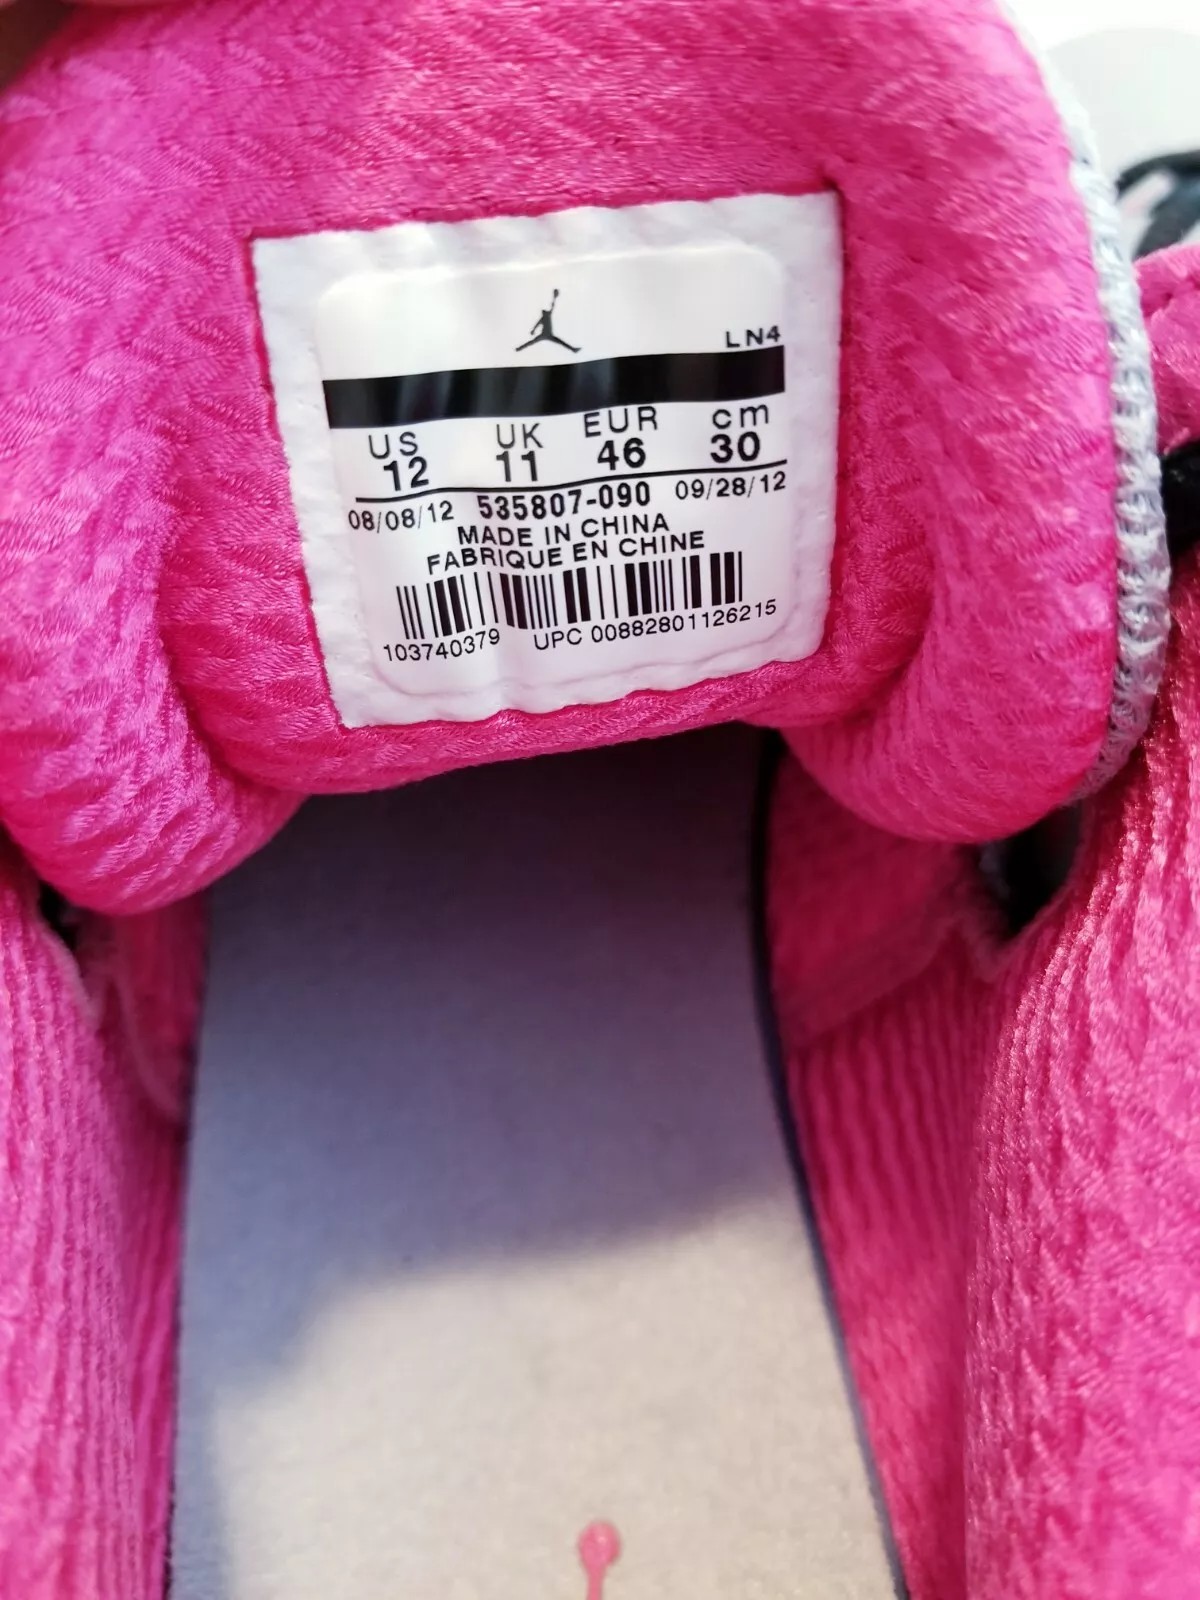 LN4
US UK EUR cm
12 11 46 30
08/08/12 535807-090 09/28/12
MADE IN CHINA
FABRIQUE EN CHINE
103740379 UPC 00882801126215